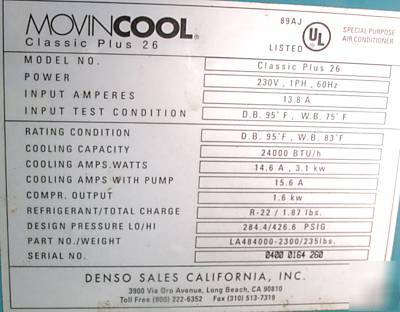 MOVINCOOL®
Classic Plus 26
89AJ
LISTED UL
SPECIAL PURPOSE
AIR CONDITIONER
MODEL NO. Classic Plus 26
POWER 230V , 1PH , 60Hz
INPUT AMPERES 13.8 A
INPUT TEST CONDITION D.B. 95°F , W.B. 75°F
RATING CONDITION D.B. 95°F , W.B. 83°F
COOLING CAPACITY 24000 BTU/h
COOLING AMPS.WATTS 14.6 A , 3.1 kw
COOLING AMPS WITH PUMP 15.6 A
COMPR. OUTPUT 1.6 kw
REFRIGERANT/TOTAL CHARGE R-22 / 1.87 lbs.
DESIGN PRESSURE LO/HI 284.4/426.6 PSIG
PART NO./WEIGHT LA484000-2300/235lbs.
SERIAL NO. 0400 0164 260
DENSO SALES CALIFORNIA, INC.
3900 Via Oro Avenue, Long Beach, CA 90810
Toll Free (800) 222-6352 Fax (310) 513-7319